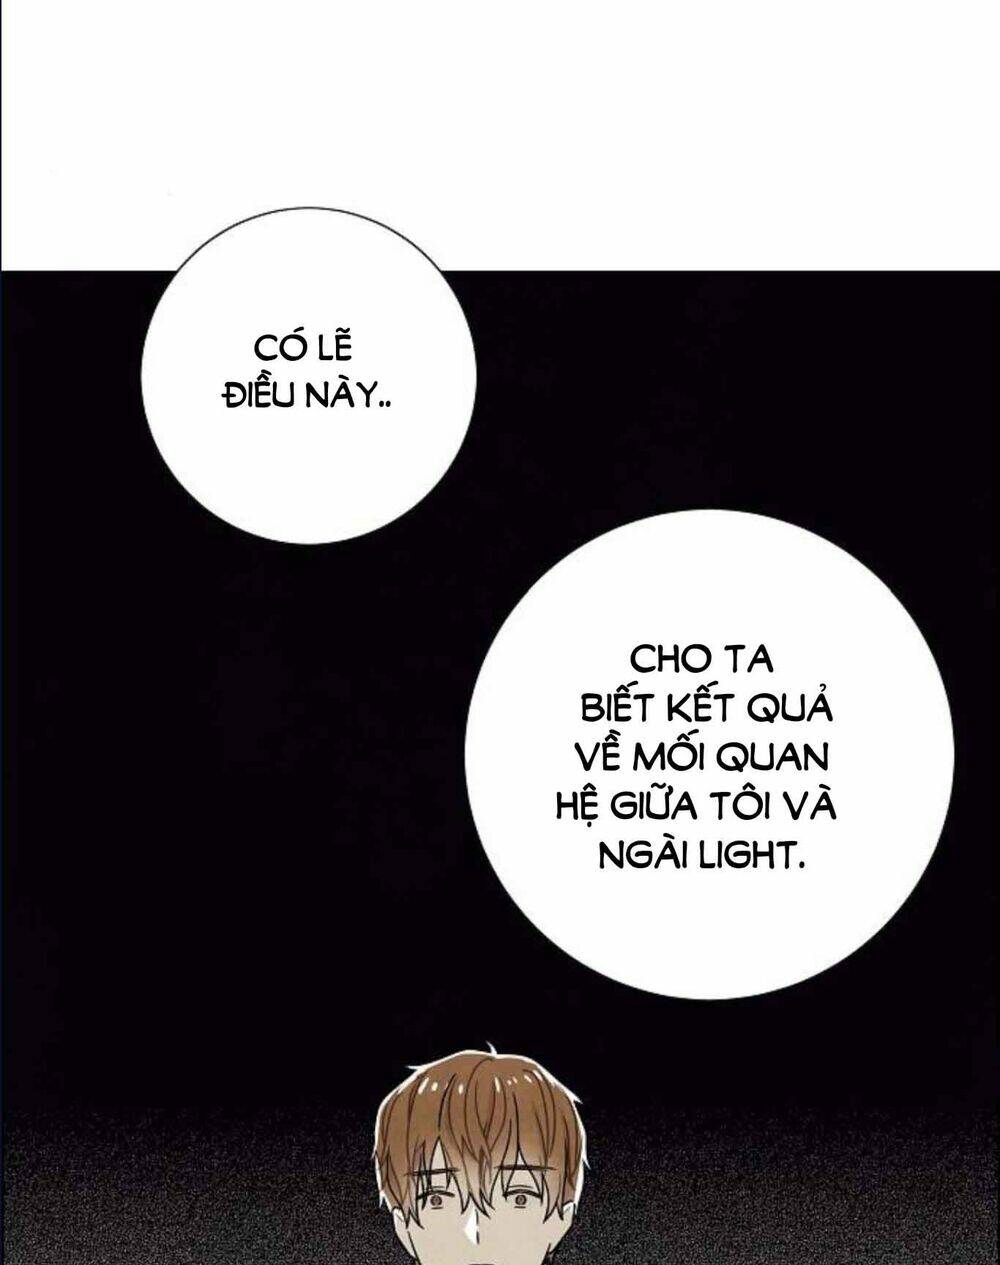 CÓ LẼ
ĐIỀU NÀY..
CHO TA
BIẾT KẾT QUẢ
VỀ MỐI QUAN
HỆ GIỮA TÔI VÀ
NGÀI LIGHT.